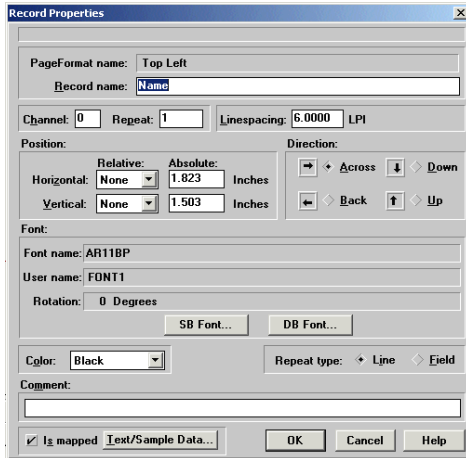 Record Properties
PageFormat name: Top Left
Record name: Name
Channel: 0 Repeat: 1 Linespacing: 6.0000 LPI
Position: Direction:
Relative: Absolute:
Horizontal: None 1.823 Inches Across Down
Vertical: None 1.503 Inches Back Up
Font:
Font name: AR11BP
User name: FONT1
Rotation: 0 Degrees
SB Font... DB Font...
Color: Black Repeat type: Line Field
Comment:
Is mapped Text/Sample Data... OK Cancel Help